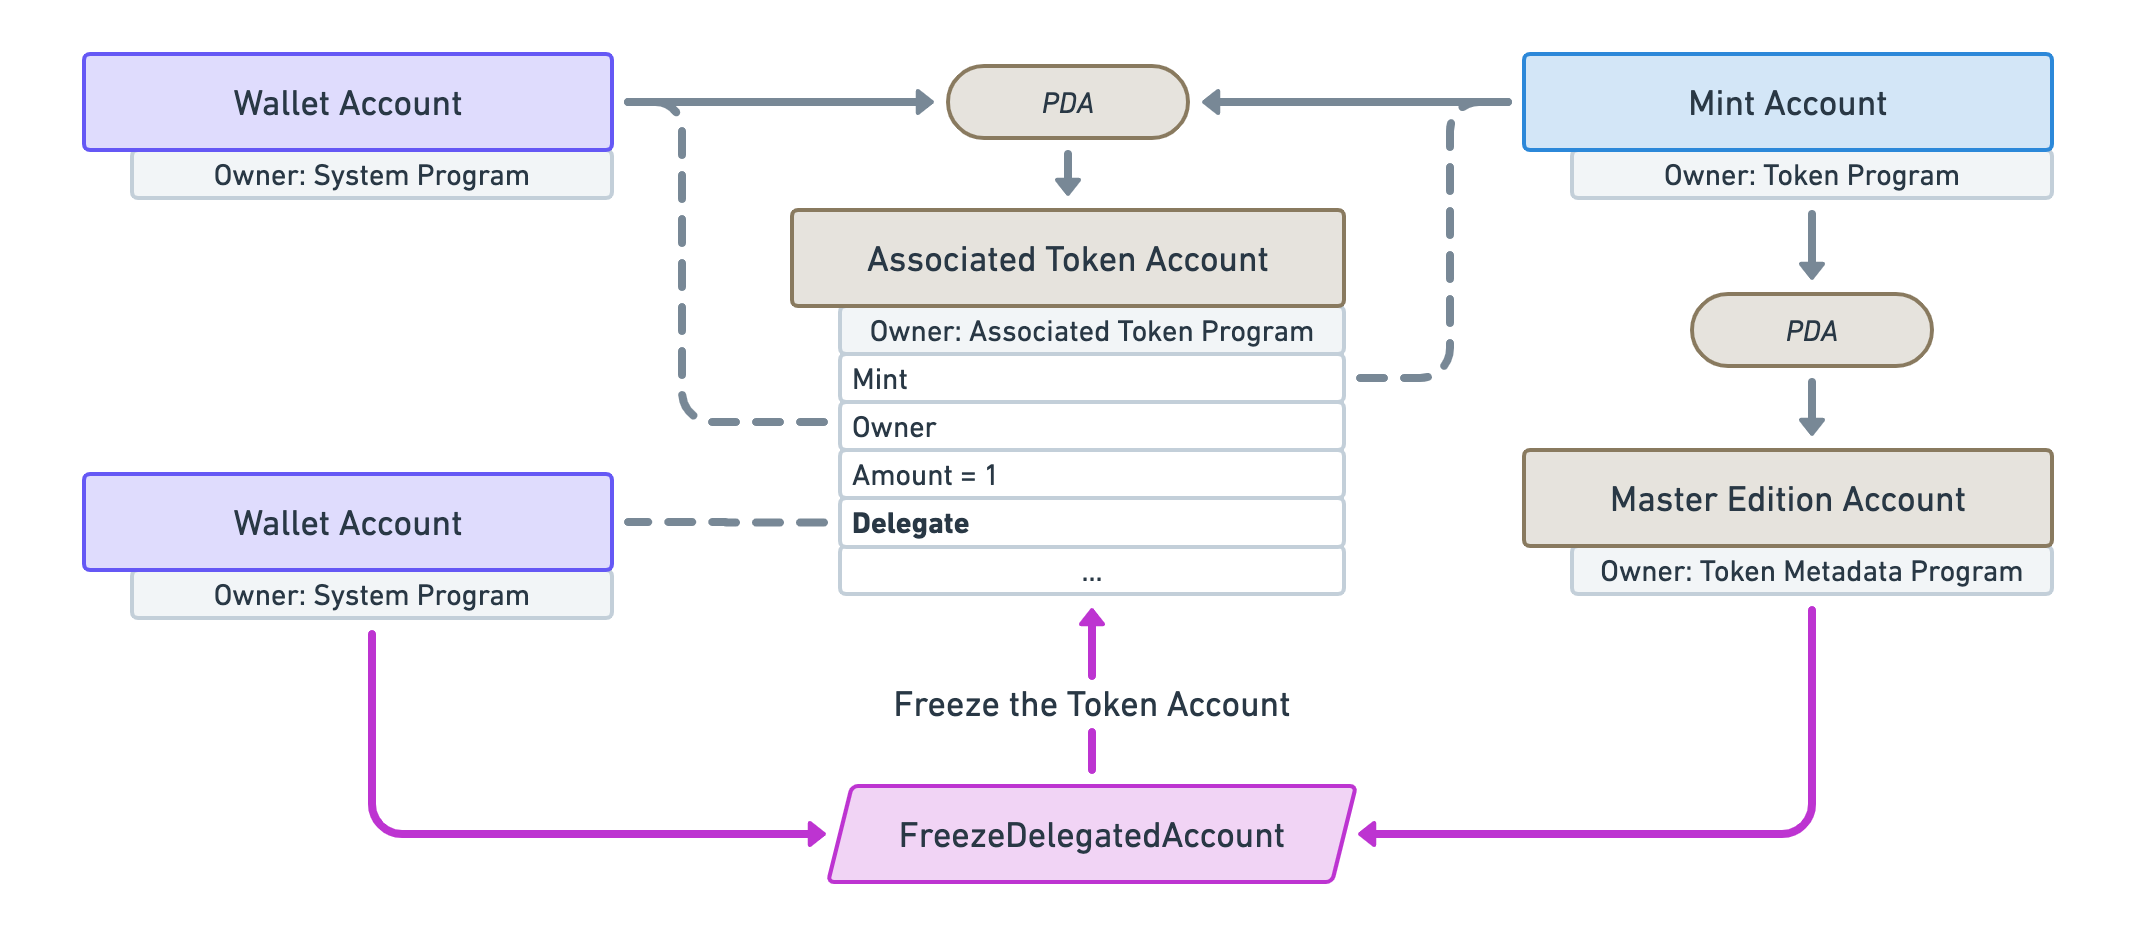 Wallet Account
Owner: System Program
PDA
Mint Account
Owner: Token Program
Associated Token Account
Owner: Associated Token Program
Mint
Owner
Amount = 1
Delegate
...
PDA
Wallet Account
Owner: System Program
Master Edition Account
Owner: Token Metadata Program
Freeze the Token Account
FreezeDelegatedAccount